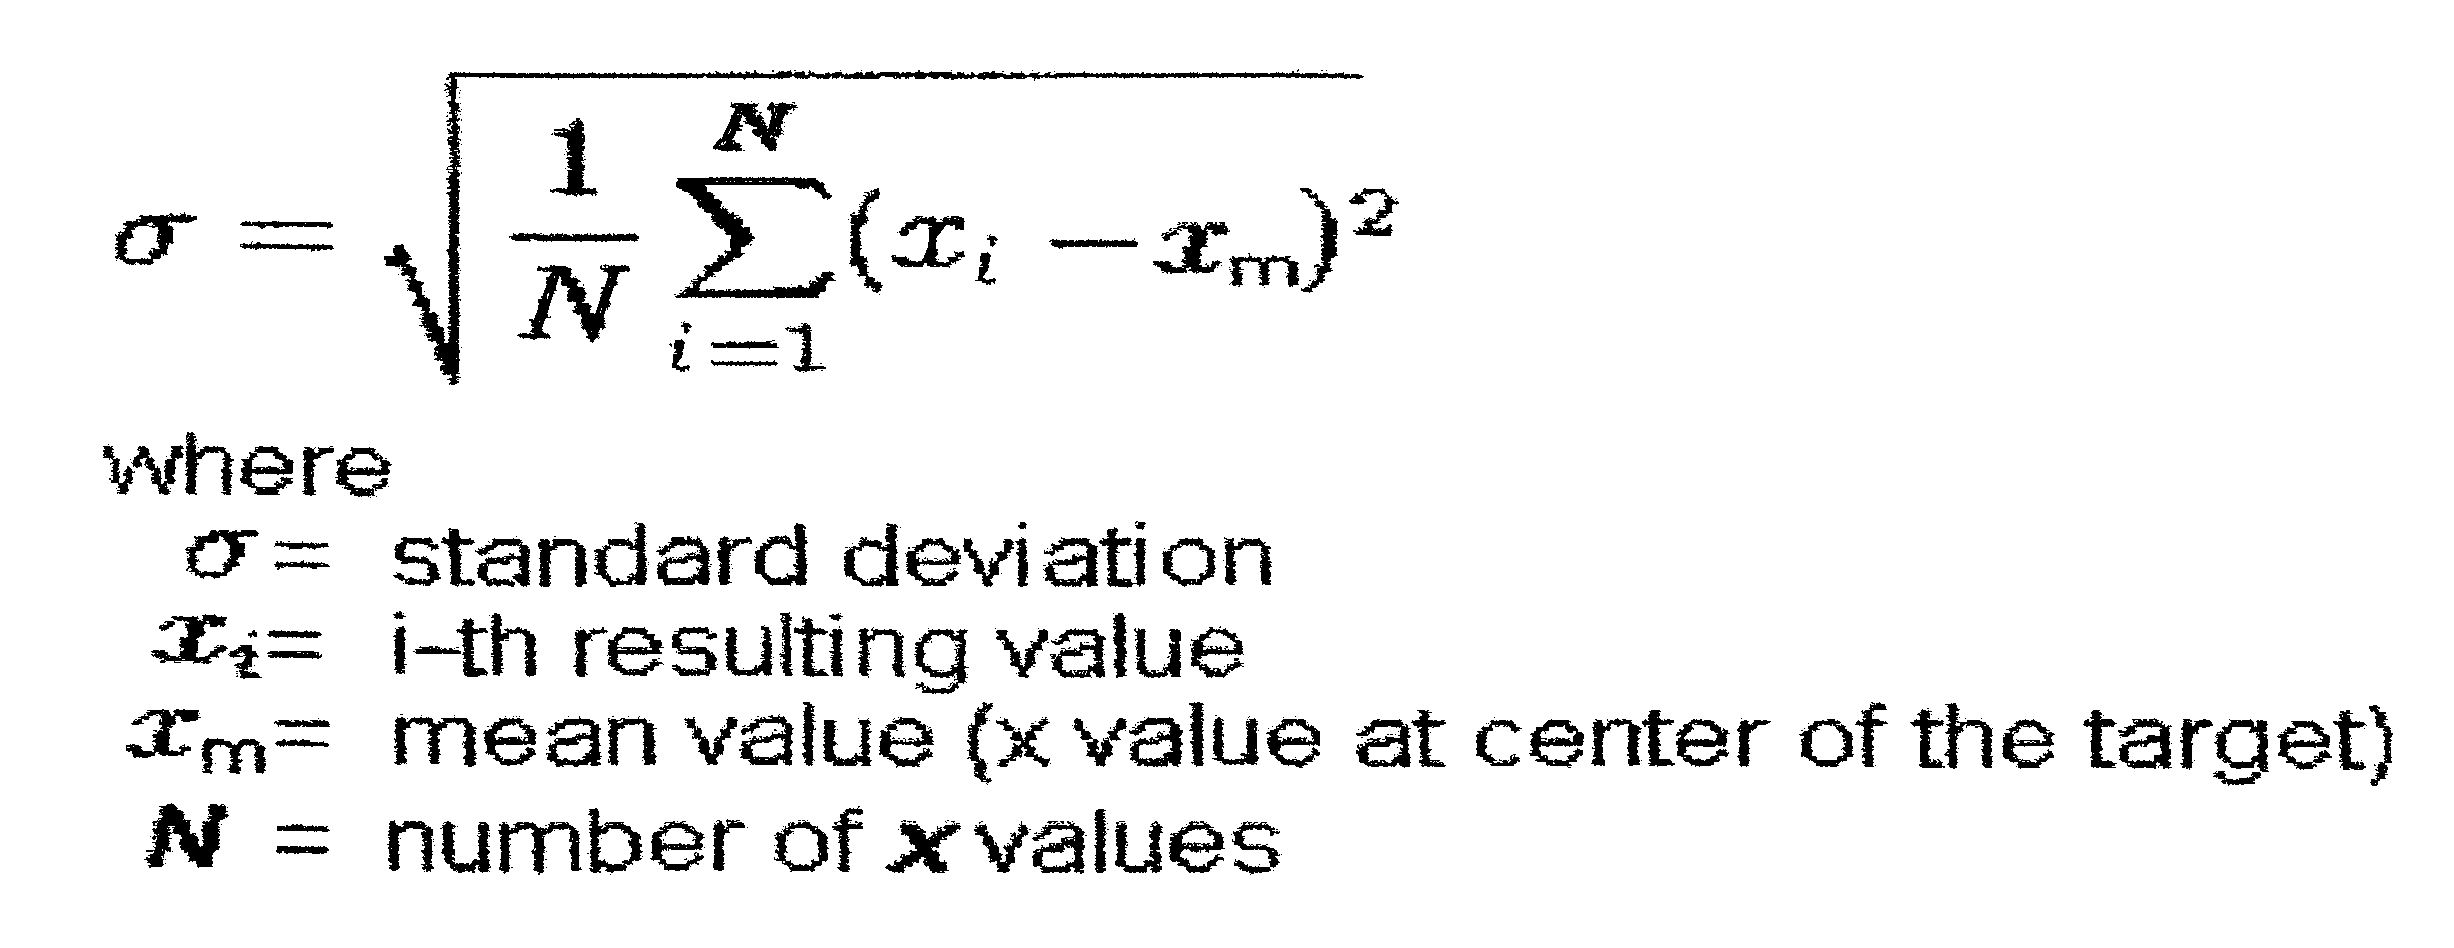 σ = √(1/N ∑_{i=1}^{N} (x_i − x_m)²)
where
σ = standard deviation
x_i = i–th resulting value
x_m = mean value (x value at center of the target)
N = number of x values